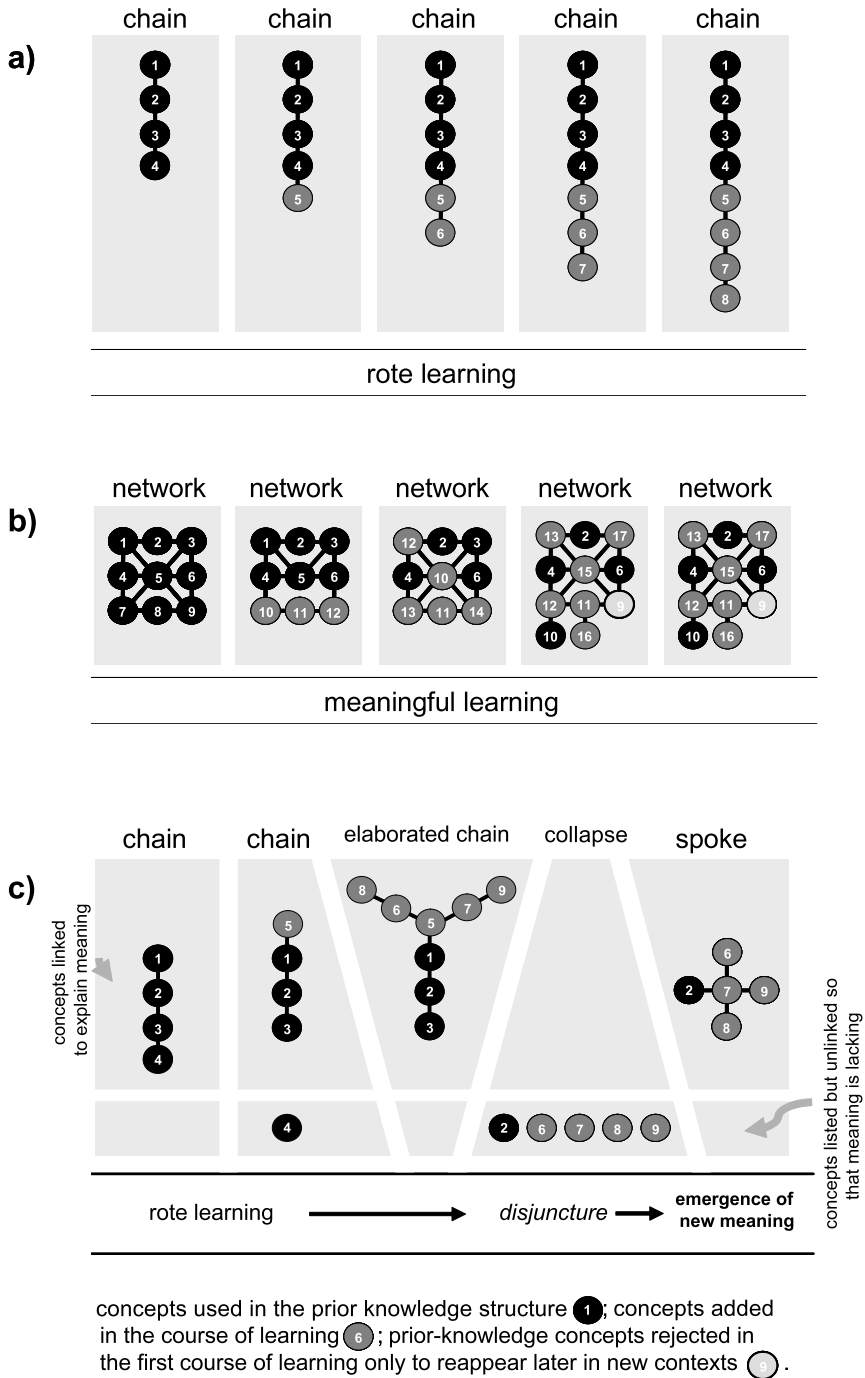 chain chain chain chain chain
a)
1 1 1 1 1
2 2 2 2 2
3 3 3 3 3
4 4 4 4 4
5 5 5 5
6 6 6
7 7
8
rote learning
network network network network network
b)
1 2 3 1 2 3 12 2 3 13 2 17 13 2 17
4 5 6 4 5 6 4 10 6 4 15 6 4 15 6
7 8 9 10 11 12 13 11 14 12 11 9 12 11 9
10 16 10 16
meaningful learning
chain chain elaborated chain collapse spoke
c)
concepts linked
to explain meaning
1
2
3
4
5
1
2
3
8 6 5 7 9
1
2
3
6
2 7 9
8
4
2 6 7 8 9
concepts listed but unlinked so
that meaning is lacking
rote learning disjuncture emergence of
new meaning
concepts used in the prior knowledge structure 1; concepts added
in the course of learning 6; prior-knowledge concepts rejected in
the first course of learning only to reappear later in new contexts 9.